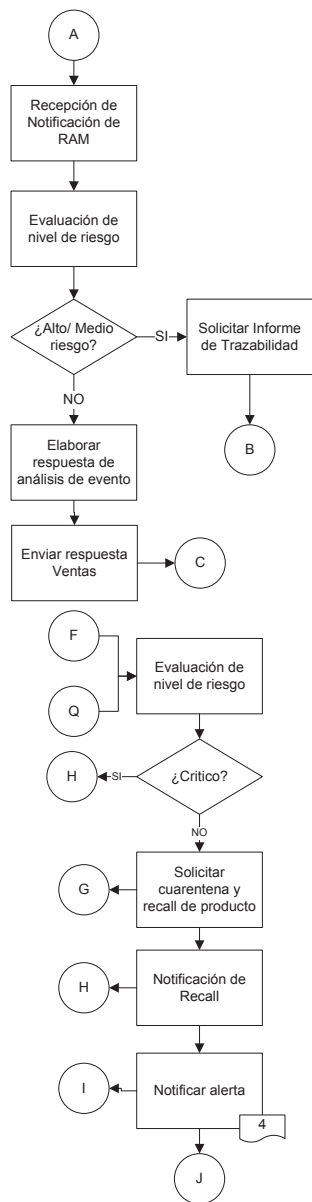 A
Recepción de
Notificación de
RAM
Evaluación de
nivel de riesgo
¿Alto/ Medio
riesgo?
SI
Solicitar Informe
de Trazabilidad
NO
B
Elaborar
respuesta de
análisis de evento
Enviar respuesta
Ventas
C
F
Evaluación de
nivel de riesgo
Q
H
SI
¿Critico?
NO
Solicitar
cuarentena y
recall de producto
G
Notificación de
Recall
H
Notificar alerta
I
4
J